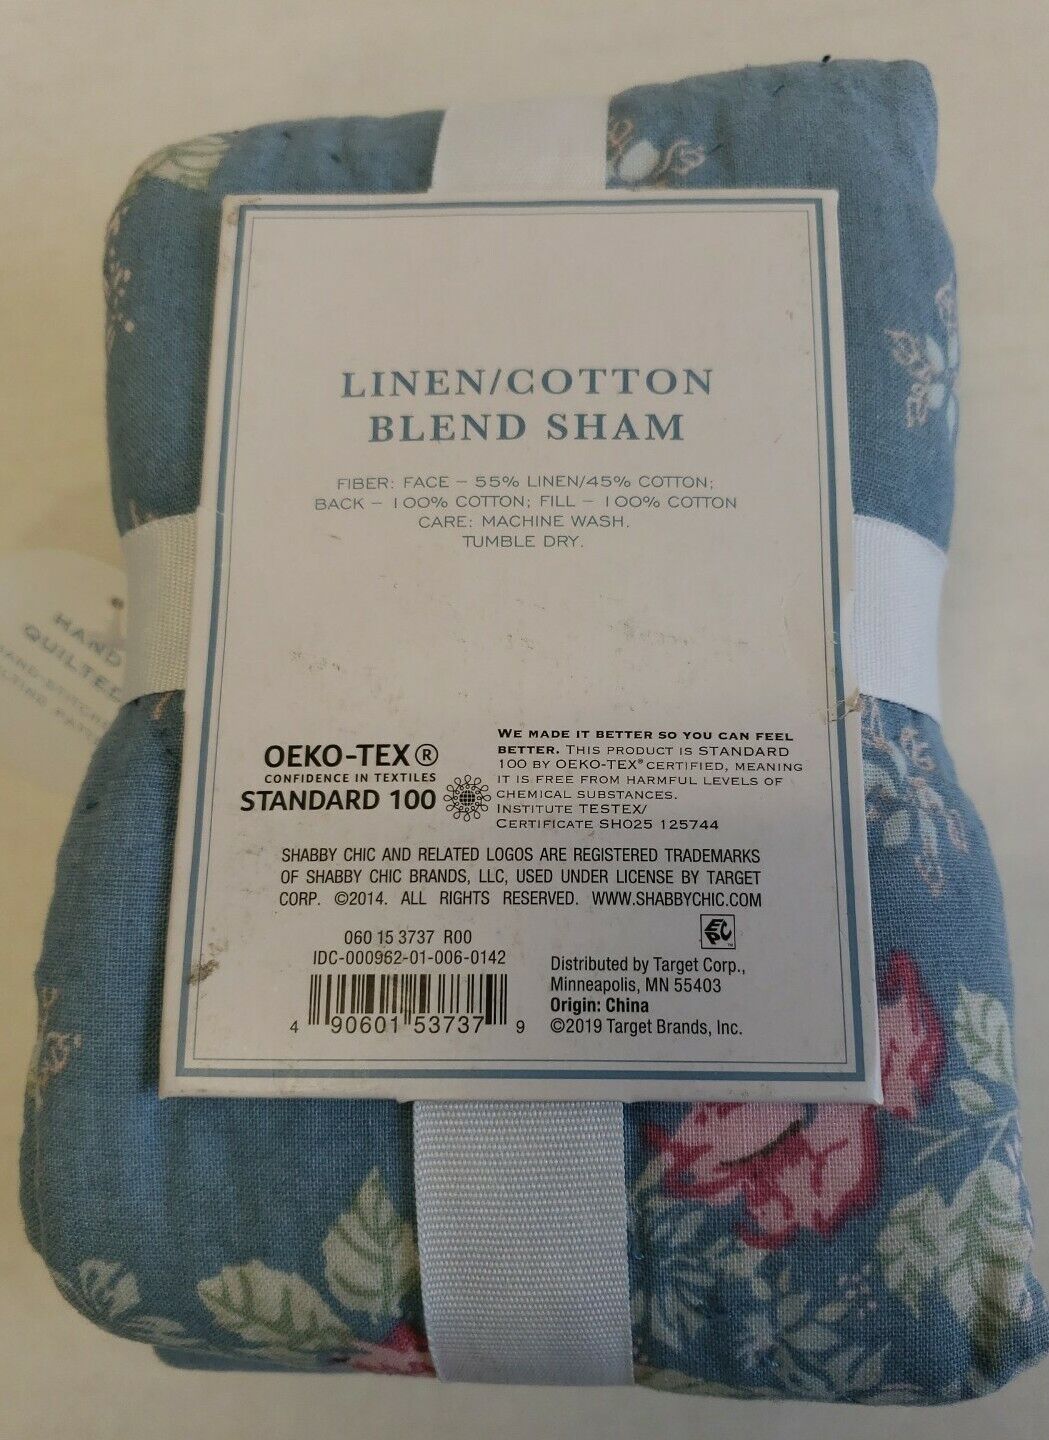 LINEN/COTTON
BLEND SHAM
FIBER: FACE – 55% LINEN/45% COTTON;
BACK – 100% COTTON; FILL – 100% COTTON
CARE: MACHINE WASH.
TUMBLE DRY.
HAND
QUILTED
OEKO-TEX®
CONFIDENCE IN TEXTILES
STANDARD 100
WE MADE IT BETTER SO YOU CAN FEEL
BETTER. THIS PRODUCT IS STANDARD
100 BY OEKO-TEX® CERTIFIED, MEANING
IT IS FREE FROM HARMFUL LEVELS OF
CHEMICAL SUBSTANCES.
INSTITUTE TESTEX/
CERTIFICATE SH025 125744
SHABBY CHIC AND RELATED LOGOS ARE REGISTERED TRADEMARKS
OF SHABBY CHIC BRANDS, LLC, USED UNDER LICENSE BY TARGET
CORP. ©2014. ALL RIGHTS RESERVED. WWW.SHABBYCHIC.COM
060 15 3737 R00
IDC-000962-01-006-0142
4 90601 53737 9
EPC™
Distributed by Target Corp.,
Minneapolis, MN 55403
Origin: China
©2019 Target Brands, Inc.